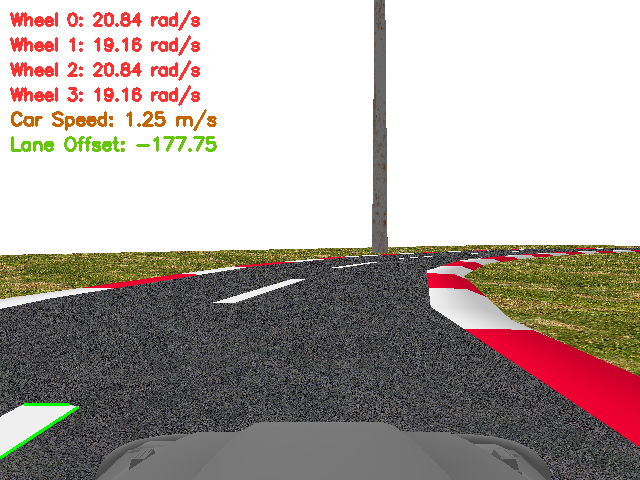 Wheel 0: 20.84 rad/s
Wheel 1: 19.16 rad/s
Wheel 2: 20.84 rad/s
Wheel 3: 19.16 rad/s
Car Speed: 1.25 m/s
Lane Offset: -177.75